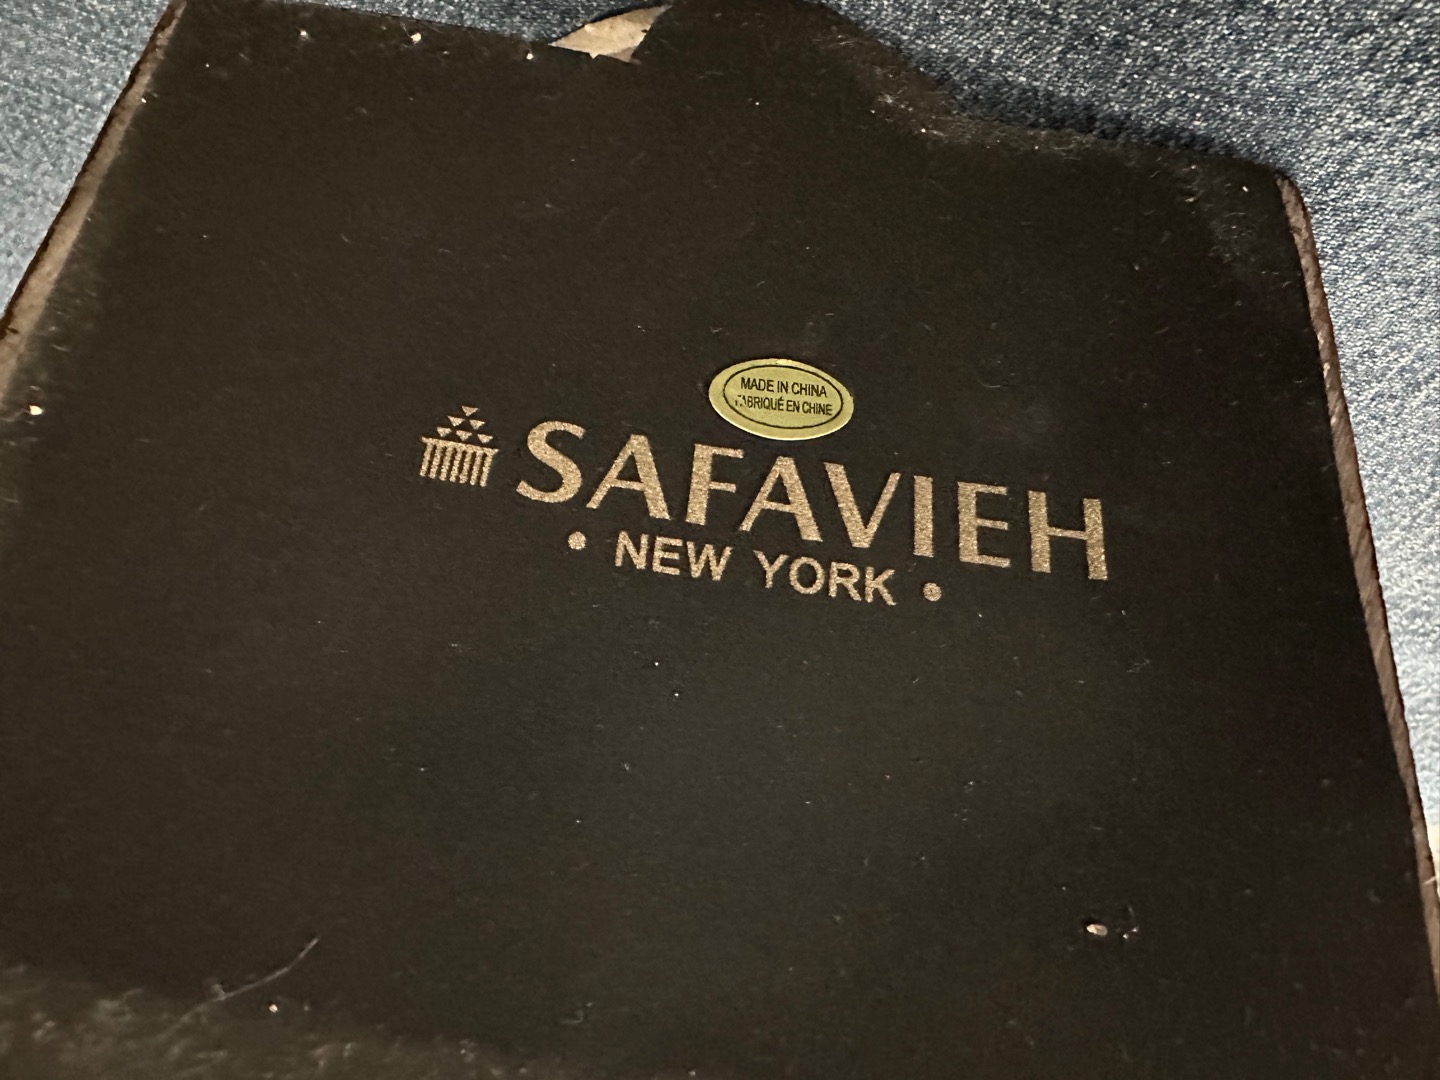 MADE IN CHINA
FABRIQUÉ EN CHINE
SAFAVIEH
• NEW YORK •